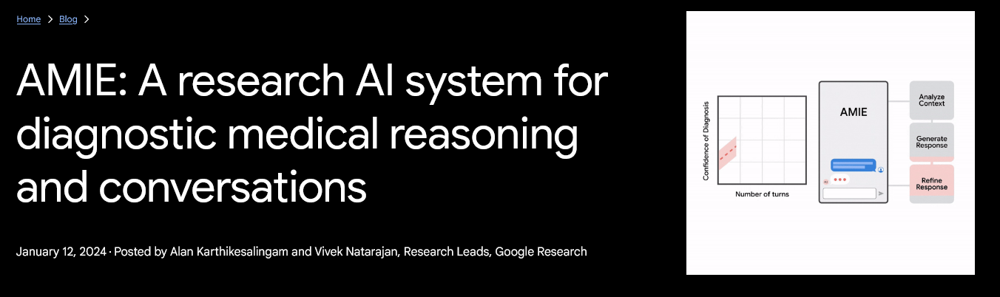 Home > Blog >
AMIE: A research AI system for
diagnostic medical reasoning
and conversations
January 12, 2024 · Posted by Alan Karthikesalingam and Vivek Natarajan, Research Leads, Google Research
Confidence of Diagnosis
Number of turns
AMIE
Analyze
Context
Generate
Response
Refine
Response